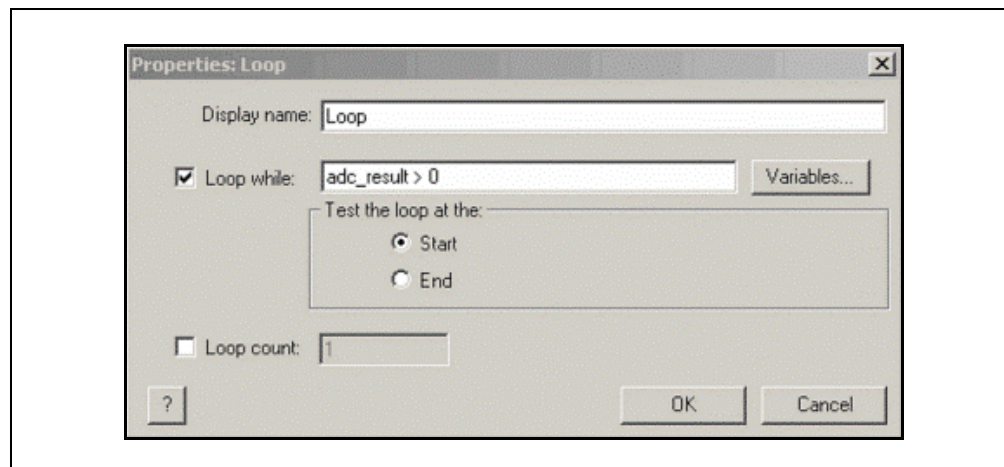 Properties: Loop
Display name: Loop
Loop while: adc_result > 0 Variables...
Test the loop at the:
Start
End
Loop count: 1
? OK Cancel